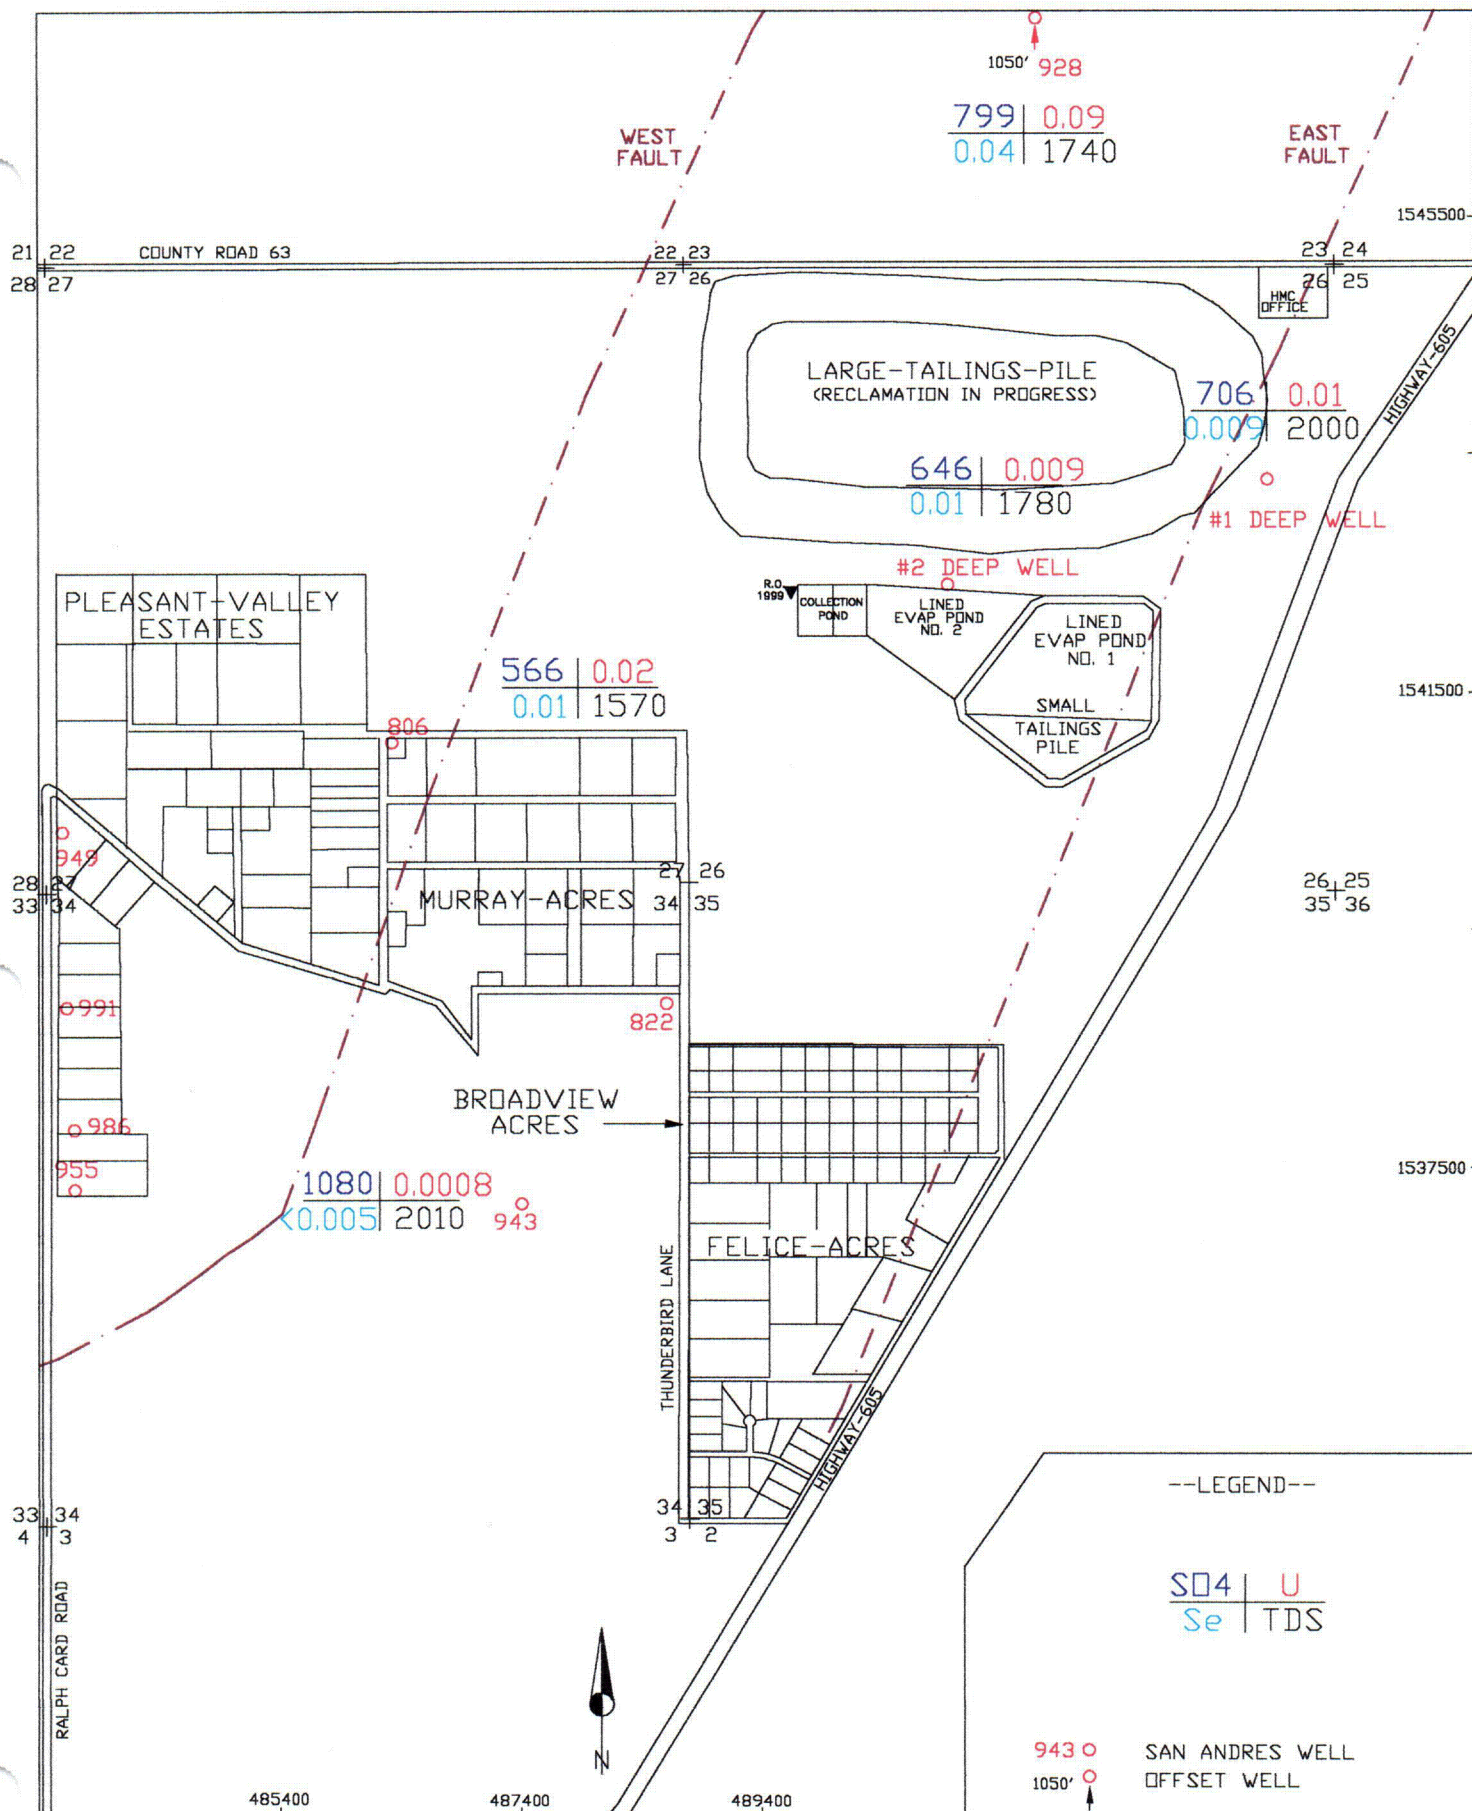 1050' 928
799 0.09
0.04 1740
WEST
FAULT
EAST
FAULT
1545500
21 22
28 27
COUNTY ROAD 63
22 23
27 26
23 24
26 25
HMC
OFFICE
HIGHWAY-605
LARGE-TAILINGS-PILE
(RECLAMATION IN PROGRESS)
706 0.01
0.009 2000
646 0.009
0.01 1780
#1 DEEP WELL
#2 DEEP WELL
R.O.
1999
COLLECTION
POND
LINED
EVAP POND
NO. 2
LINED
EVAP POND
NO. 1
SMALL
TAILINGS
PILE
PLEASANT-VALLEY
ESTATES
566 0.02
0.01 1570
1541500
806
949
28 27
33 34
27 26
34 35
MURRAY-ACRES
26 25
35 36
991
822
BROADVIEW
ACRES
986
955
1080 0.0008
<0.005 2010
943
1537500
FELICE-ACRES
THUNDERBIRD LANE
HIGHWAY-605
33 34
4 3
34 35
3 2
RALPH CARD ROAD
N
--LEGEND--
SO4 U
Se TDS
943 SAN ANDRES WELL
1050' OFFSET WELL
485400
487400
489400